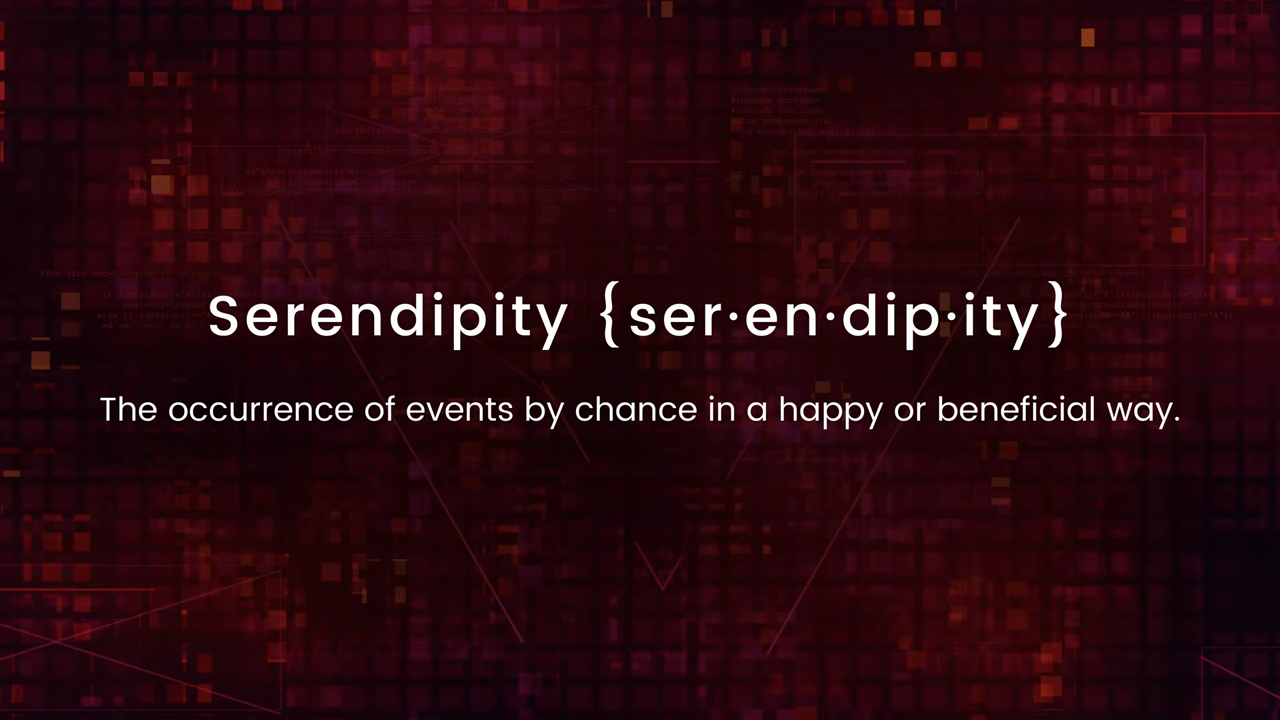 Serendipity {ser·en·dip·ity}
The occurrence of events by chance in a happy or beneficial way.